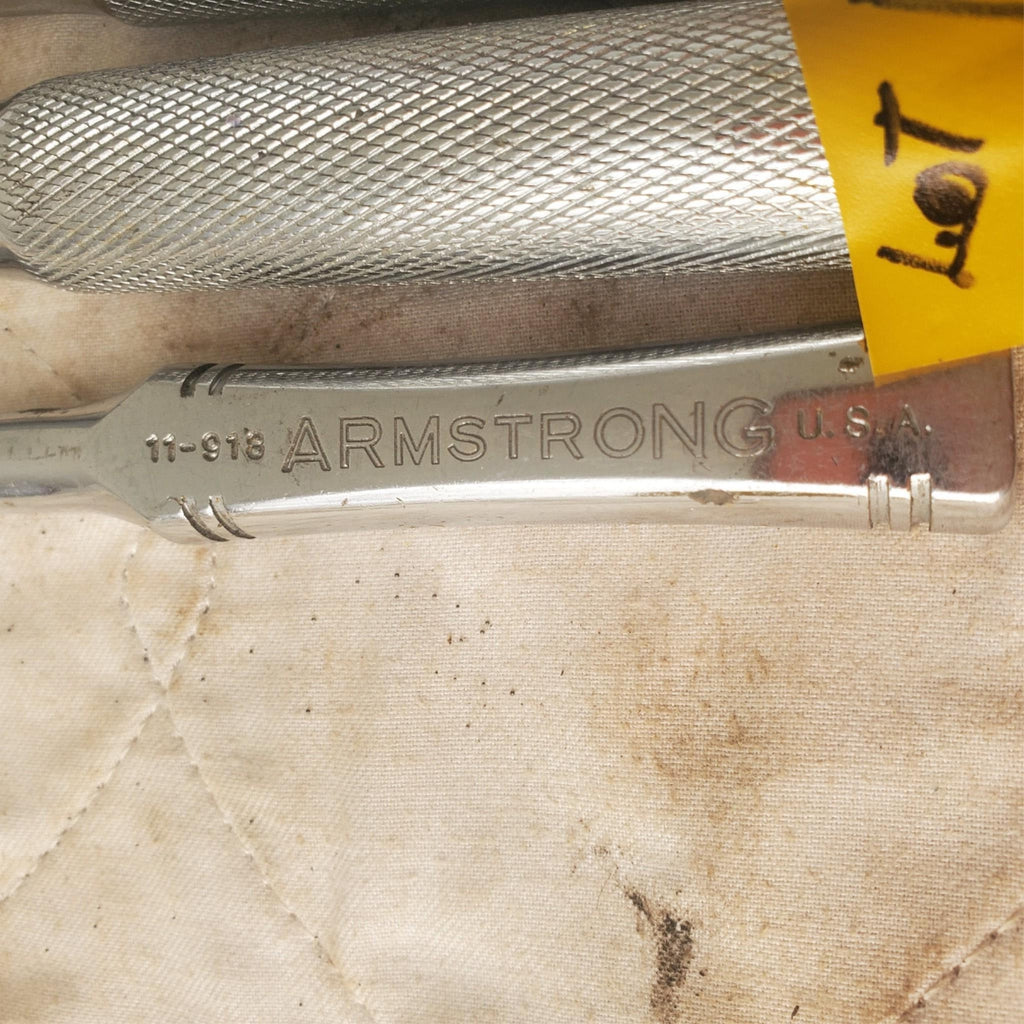 LOT
11-918 ARMSTRONG U.S.A.